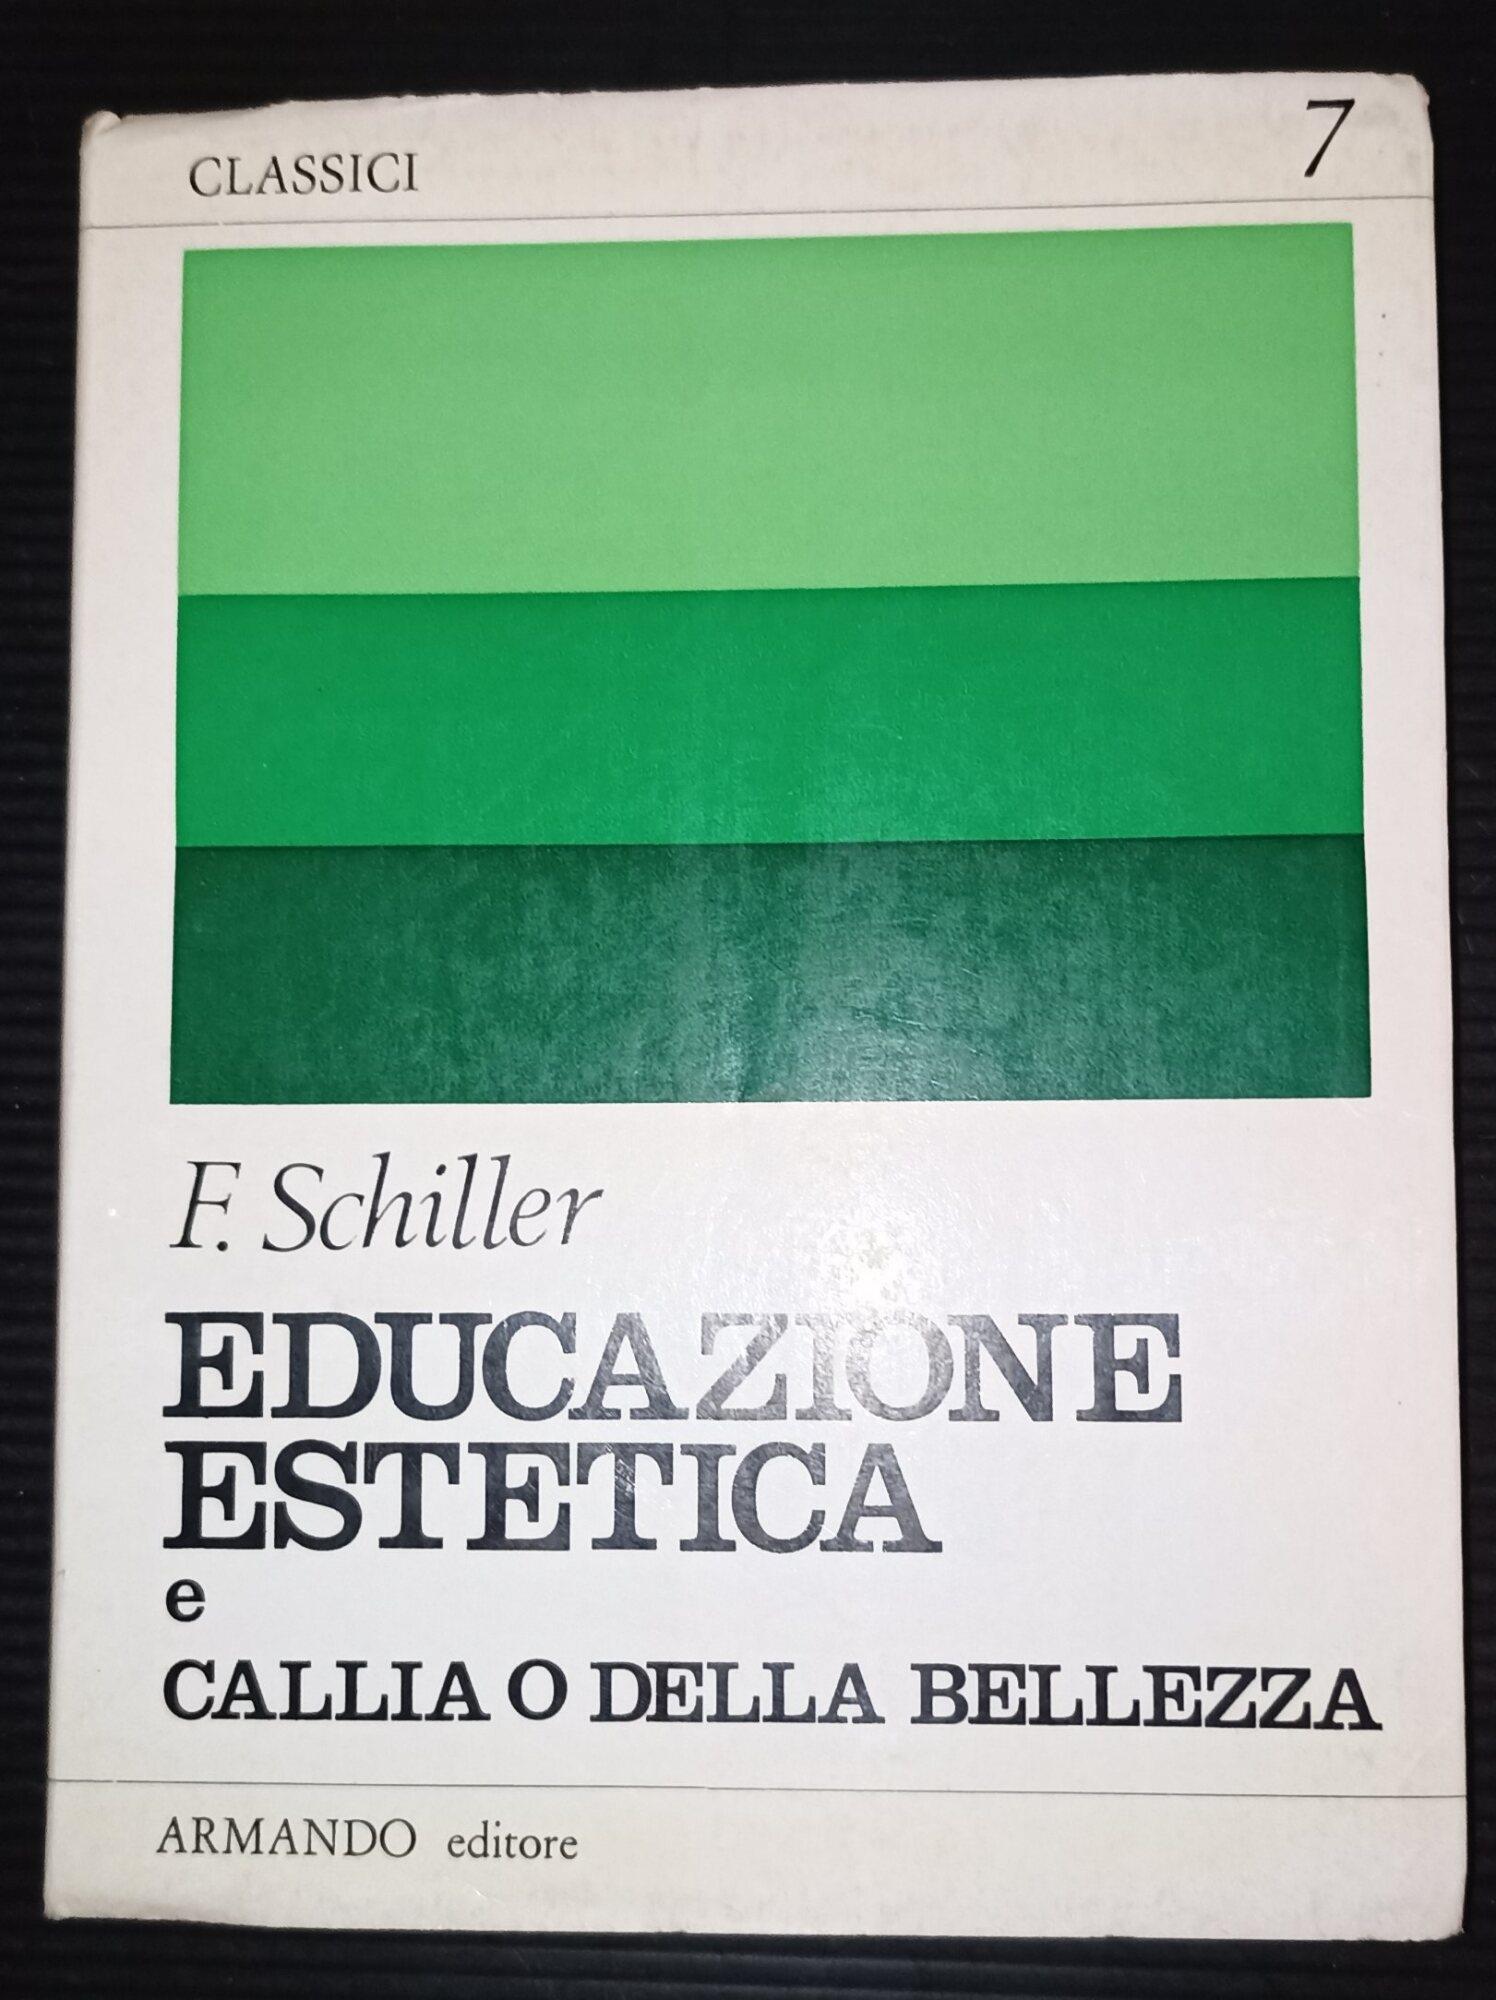 CLASSICI
7
F. Schiller
EDUCAZIONE
ESTETICA
e
CALLIA O DELLA BELLEZZA
ARMANDO editore